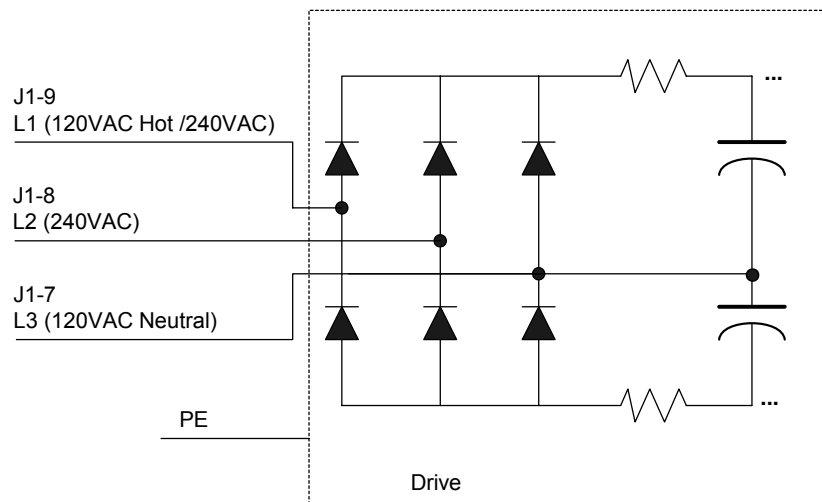 J1-9
L1 (120VAC Hot /240VAC)
...
J1-8
L2 (240VAC)
J1-7
L3 (120VAC Neutral)
...
PE
Drive